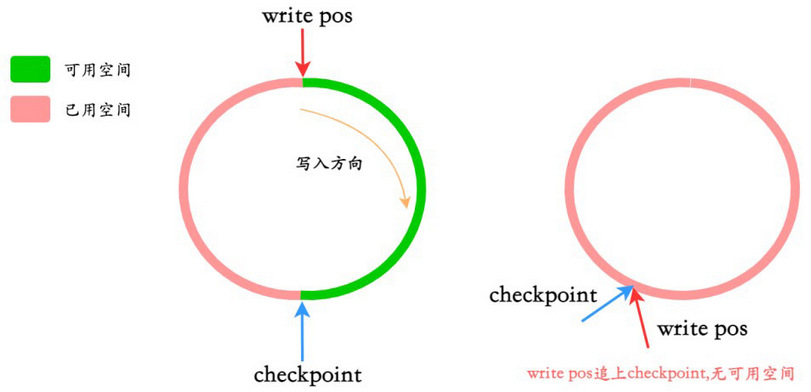 write pos
可用空间
已用空间
写入方向
checkpoint
checkpoint
write pos
write pos追上checkpoint,无可用空间